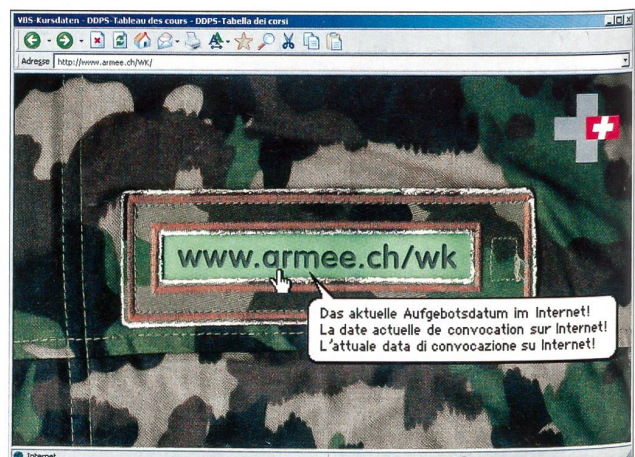 VBS-Kursdaten - DDPS-Tableau des cours - DDPS-Tabella dei corsi
Adresse http://www.armee.ch/WK/
www.armee.ch/wk
Das aktuelle Aufgebotsdatum im Internet!
La date actuelle de convocation sur Internet!
L'attuale data di convocazione su Internet!
Internet